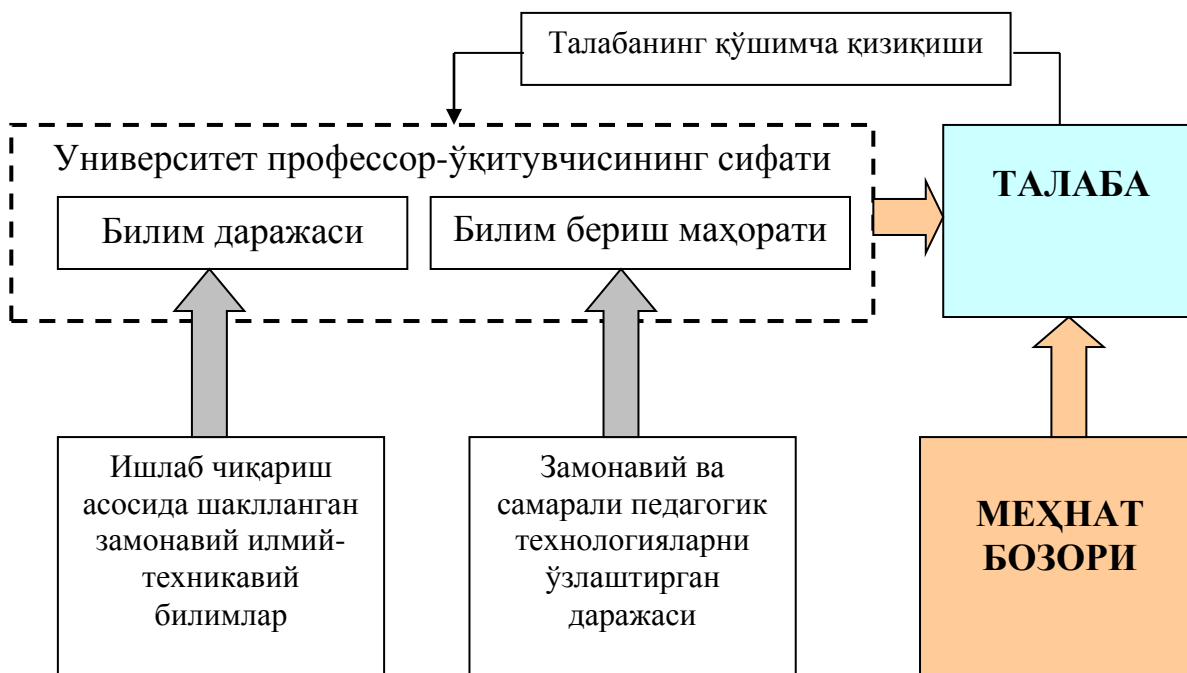 Талабанинг қўшимча қизиқиши
Университет профессор-ўқитувчисининг сифати
Билим даражаси
Билим бериш маҳорати
ТАЛАБА
Ишлаб чиқариш
асосида шаклланган
замонавий илмий-
техникавий
билимлар
Замонавий ва
самарали педагогик
технологияларни
ўзлаштирган
даражаси
МЕҲНАТ
БОЗОРИ